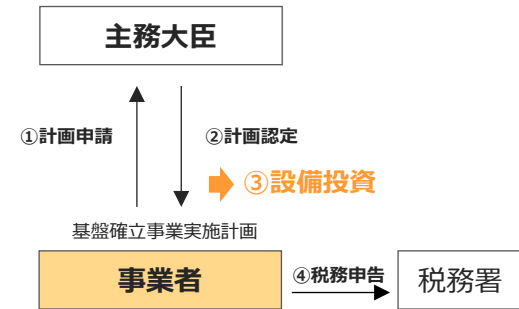 主務大臣
①計画申請
②計画認定
③設備投資
基盤確立事業実施計画
事業者
④税務申告
税務署